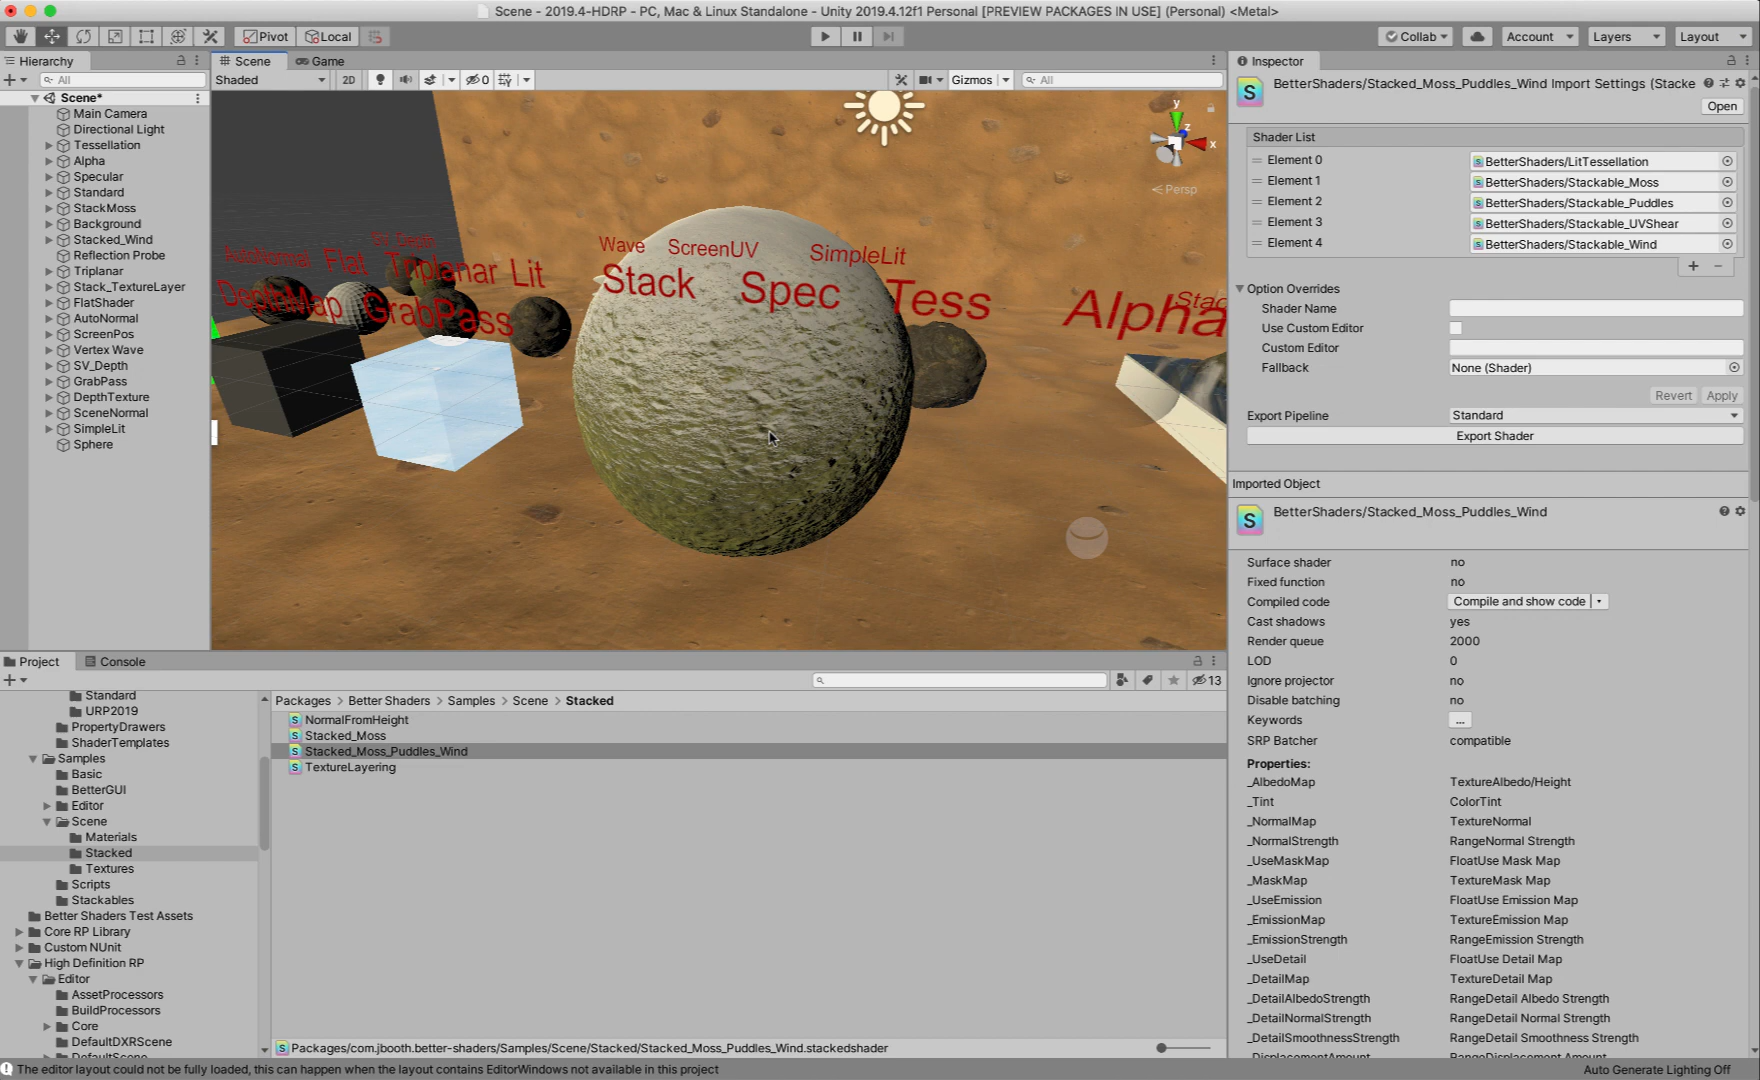 Scene - 2019.4-HDRP - PC, Mac & Linux Standalone - Unity 2019.4.12f1 Personal [PREVIEW PACKAGES IN USE] (Personal) <Metal>
Pivot Local Collab Account Layers Layout
Hierarchy
All
Scene*
Main Camera
Directional Light
Tessellation
Alpha
Specular
Standard
StackMoss
Background
Stacked_Wind
Reflection Probe
Triplanar
Stack_TextureLayer
FlatShader
AutoNormal
ScreenPos
Vertex Wave
SV_Depth
GrabPass
DepthTexture
SceneNormal
SimpleLit
Sphere
Scene Game
Shaded 2D 0 Gizmos All
y
z
x
Persp
SV_Depth
AutoNormal Flat Triplanar Lit
DepthMap GrabPass
Wave ScreenUV SimpleLit
Stack Spec Tess Alpha
Inspector
S
BetterShaders/Stacked_Moss_Puddles_Wind Import Settings (Stacke
Open
Shader List
Element 0 BetterShaders/LitTessellation
Element 1 BetterShaders/Stackable_Moss
Element 2 BetterShaders/Stackable_Puddles
Element 3 BetterShaders/Stackable_UVShear
Element 4 BetterShaders/Stackable_Wind
+ −
Option Overrides
Shader Name
Use Custom Editor
Custom Editor
Fallback None (Shader)
Revert Apply
Export Pipeline Standard
Export Shader
Imported Object
S BetterShaders/Stacked_Moss_Puddles_Wind
Surface shader no
Fixed function no
Compiled code Compile and show code
Cast shadows yes
Render queue 2000
LOD 0
Ignore projector no
Disable batching no
Keywords ...
SRP Batcher compatible
Properties:
_AlbedoMap TextureAlbedo/Height
_Tint ColorTint
_NormalMap TextureNormal
_NormalStrength RangeNormal Strength
_UseMaskMap FloatUse Mask Map
_MaskMap TextureMask Map
_UseEmission FloatUse Emission Map
_EmissionMap TextureEmission Map
_EmissionStrength RangeEmission Strength
_UseDetail FloatUse Detail Map
_DetailMap TextureDetail Map
_DetailAlbedoStrength RangeDetail Albedo Strength
_DetailNormalStrength RangeDetail Normal Strength
_DetailSmoothnessStrength RangeDetail Smoothness Strength
_DisplacementAmount RangeDisplacement Amount
Project Console
13
Standard
URP2019
PropertyDrawers
ShaderTemplates
Samples
Basic
BetterGUI
Editor
Scene
Materials
Stacked
Textures
Scripts
Stackables
Better Shaders Test Assets
Core RP Library
Custom NUnit
High Definition RP
Editor
AssetProcessors
BuildProcessors
Core
DefaultDXRScene
DefaultScene
Packages > Better Shaders > Samples > Scene > Stacked
NormalFromHeight
Stacked_Moss
Stacked_Moss_Puddles_Wind
TextureLayering
Packages/com.jbooth.better-shaders/Samples/Scene/Stacked/Stacked_Moss_Puddles_Wind.stackedshader
The editor layout could not be fully loaded, this can happen when the layout contains EditorWindows not available in this project
Auto Generate Lighting Off